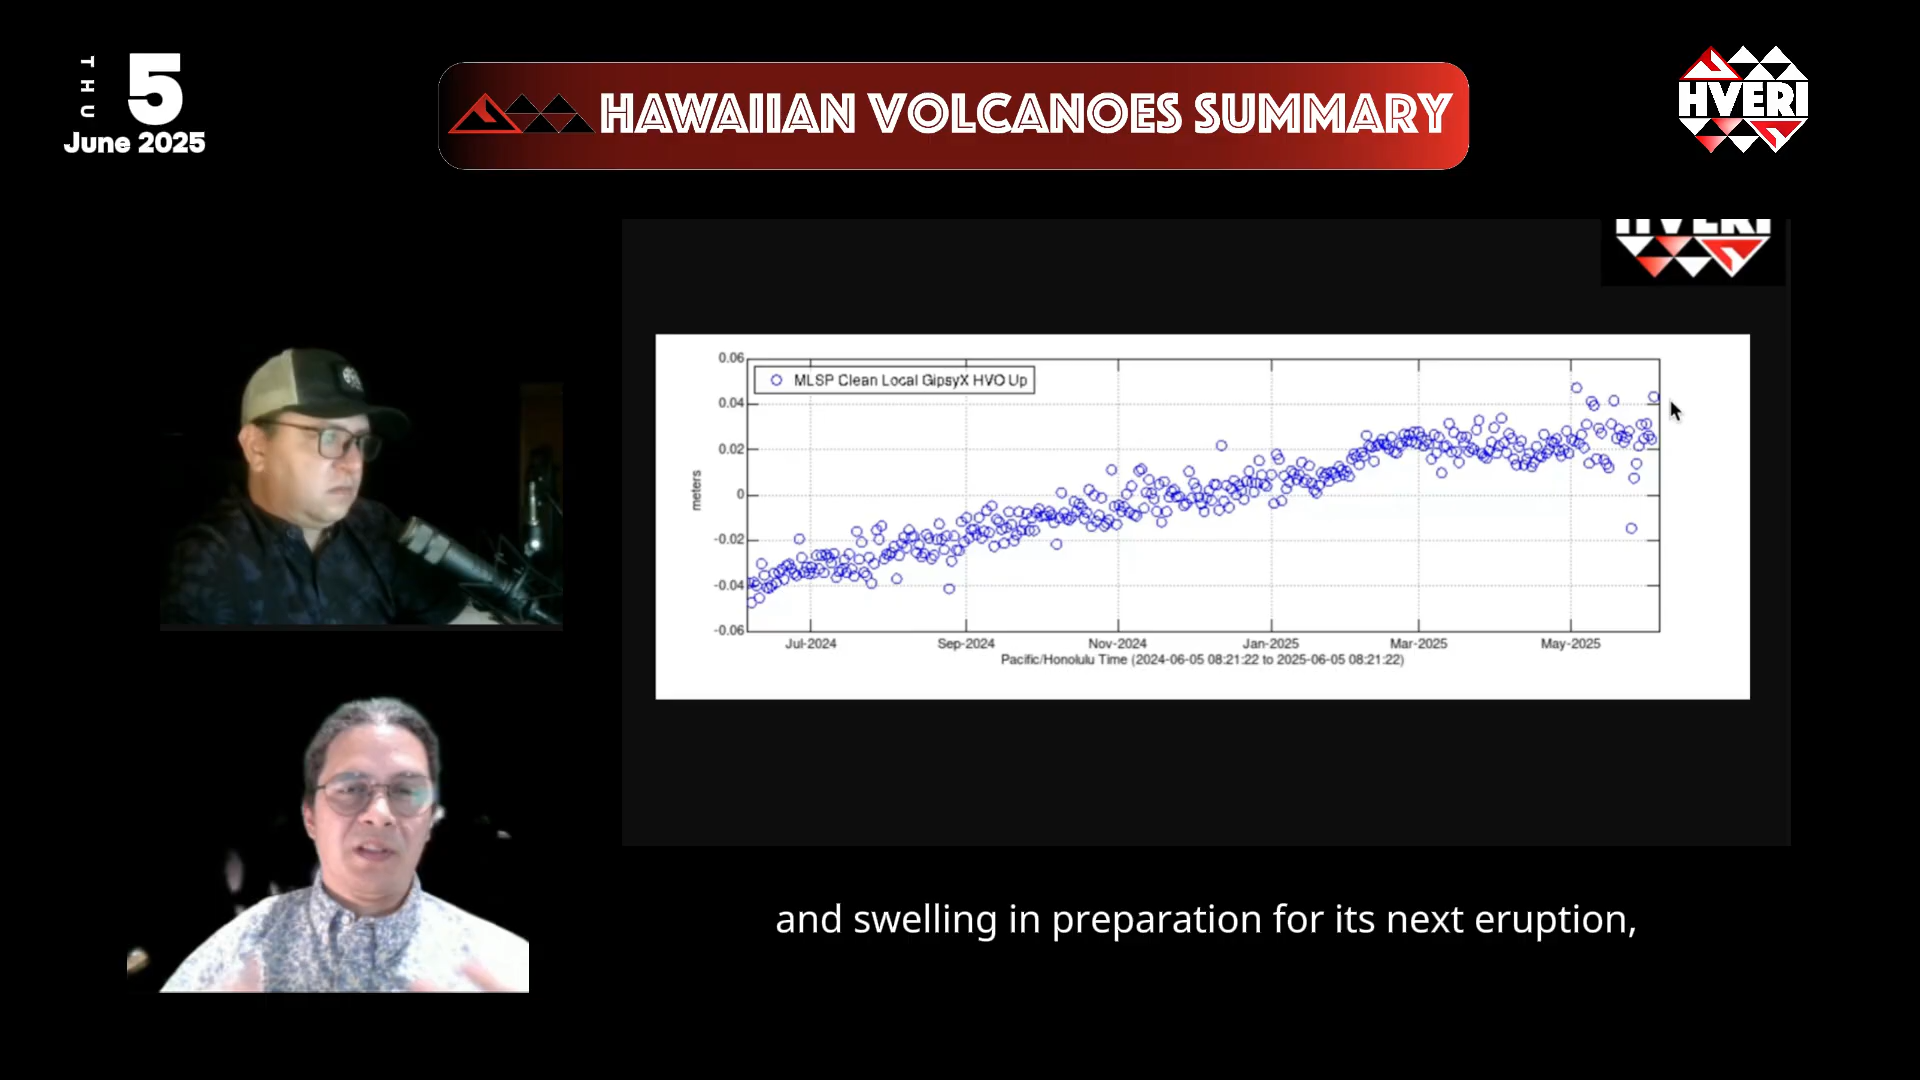 THU
5
June 2025
HAWAIIAN VOLCANOES SUMMARY
HVERI
HVERI
0.06
0.04
0.02
0
-0.02
-0.04
-0.06
meters
MLSP Clean Local GipsyX HVO Up
Jul-2024
Sep-2024
Nov-2024
Jan-2025
Mar-2025
May-2025
Pacific/Honolulu Time (2024-06-05 08:21:22 to 2025-06-05 08:21:22)
and swelling in preparation for its next eruption,